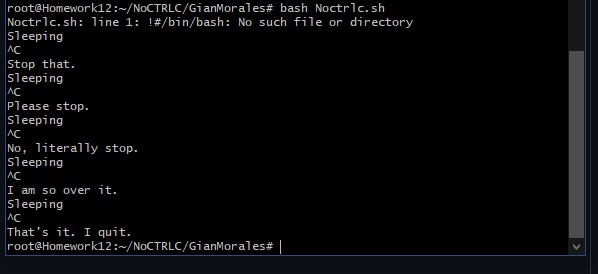 root@Homework12:~/NoCTRLC/GianMorales# bash Noctrlc.sh
Noctrlc.sh: line 1: !#/bin/bash: No such file or directory
Sleeping
^C
Stop that.
Sleeping
^C
Please stop.
Sleeping
^C
No, literally stop.
Sleeping
^C
I am so over it.
Sleeping
^C
That's it. I quit.
root@Homework12:~/NoCTRLC/GianMorales#